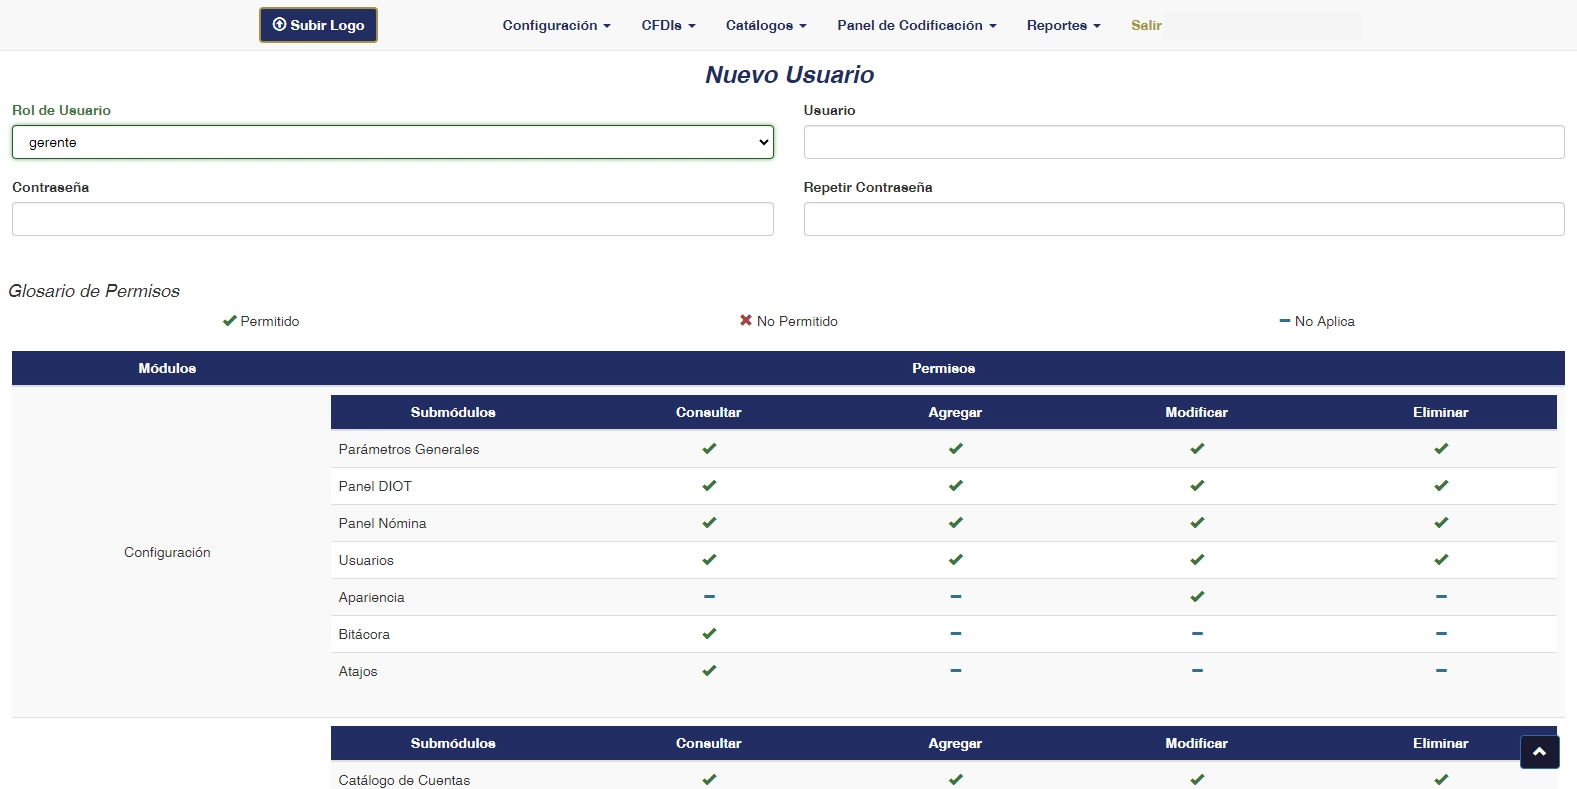 Subir Logo Configuración CFDIs Catálogos Panel de Codificación Reportes Salir
Nuevo Usuario
Rol de Usuario Usuario
gerente
Contraseña Repetir Contraseña
Glosario de Permisos
Permitido No Permitido No Aplica
Módulos Permisos
Submódulos Consultar Agregar Modificar Eliminar
Parámetros Generales
Panel DIOT
Panel Nómina
Configuración
Usuarios
Apariencia
Bitácora
Atajos
Submódulos Consultar Agregar Modificar Eliminar
Catálogo de Cuentas